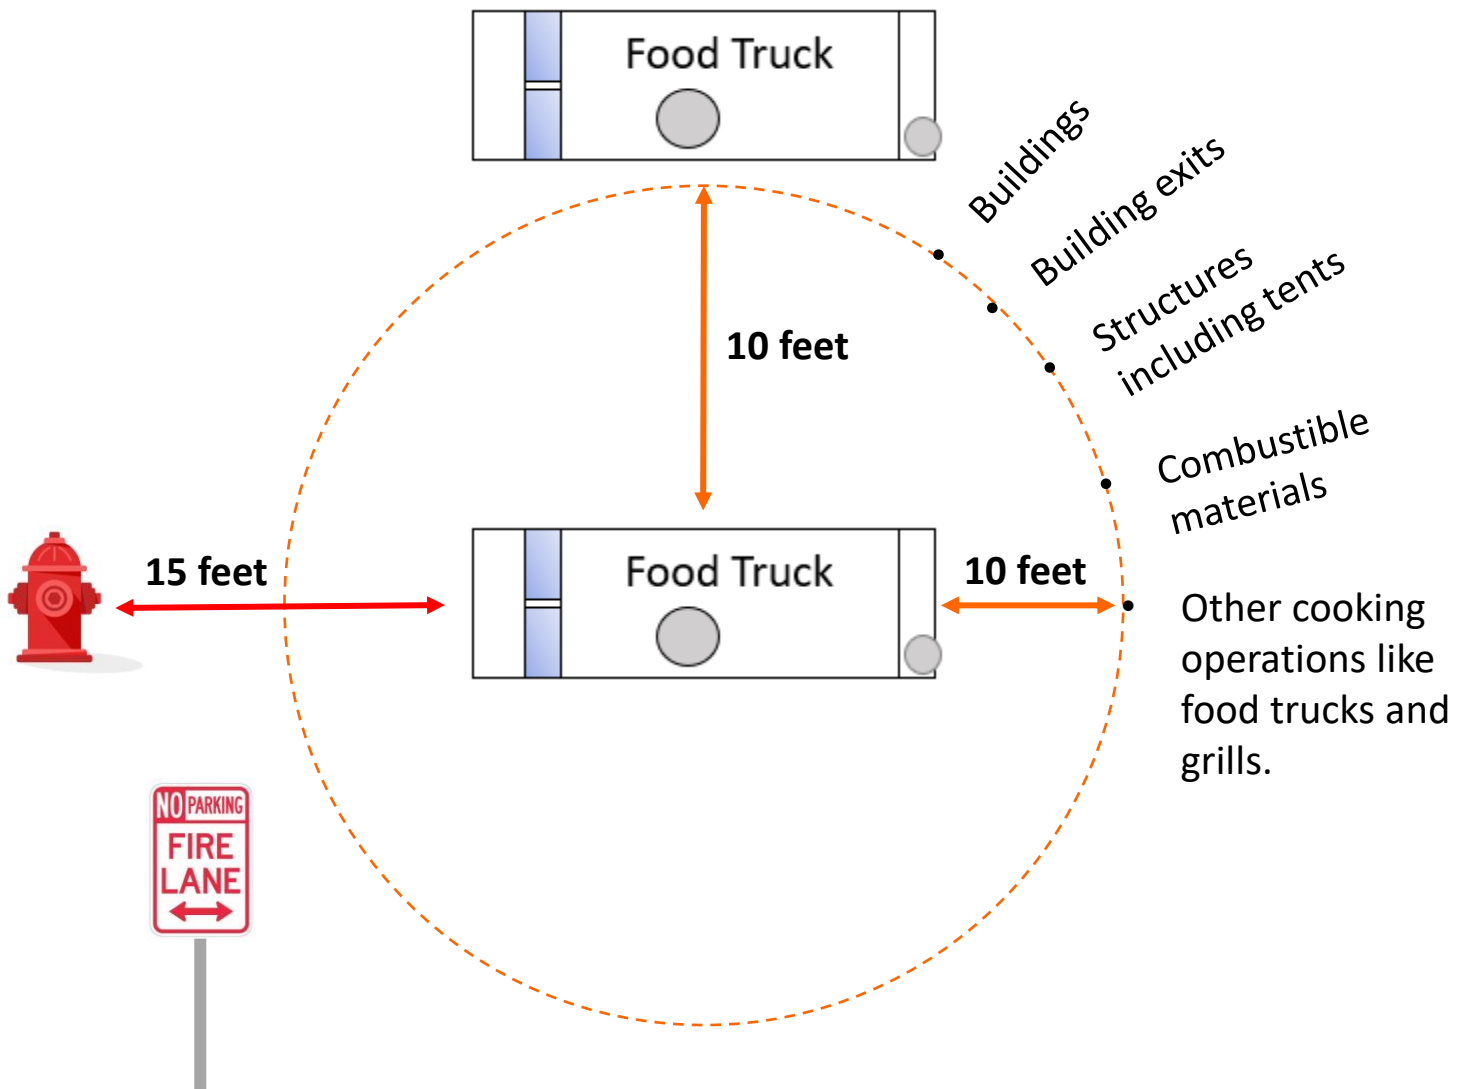 Food Truck
Buildings
Building exits
Structures
including tents
10 feet
Combustible
materials
15 feet
Food Truck
10 feet
Other cooking
operations like
food trucks and
grills.
NO PARKING
FIRE
LANE